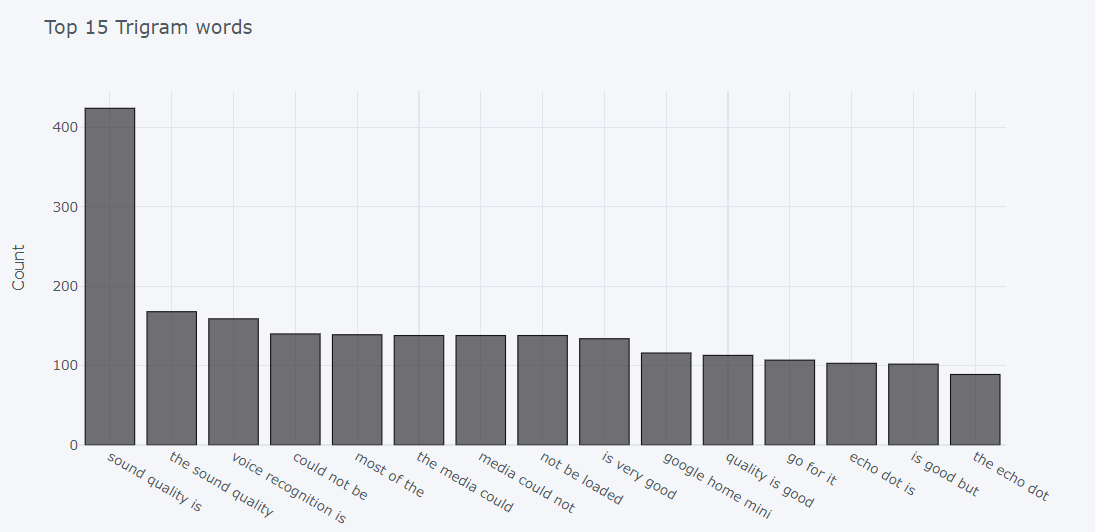 Top 15 Trigram words
Count
400
300
200
100
0
sound quality is
the sound quality
voice recognition is
could not be
most of the
the media could
media could not
not be loaded
is very good
google home mini
quality is good
go for it
echo dot is
is good but
the echo dot